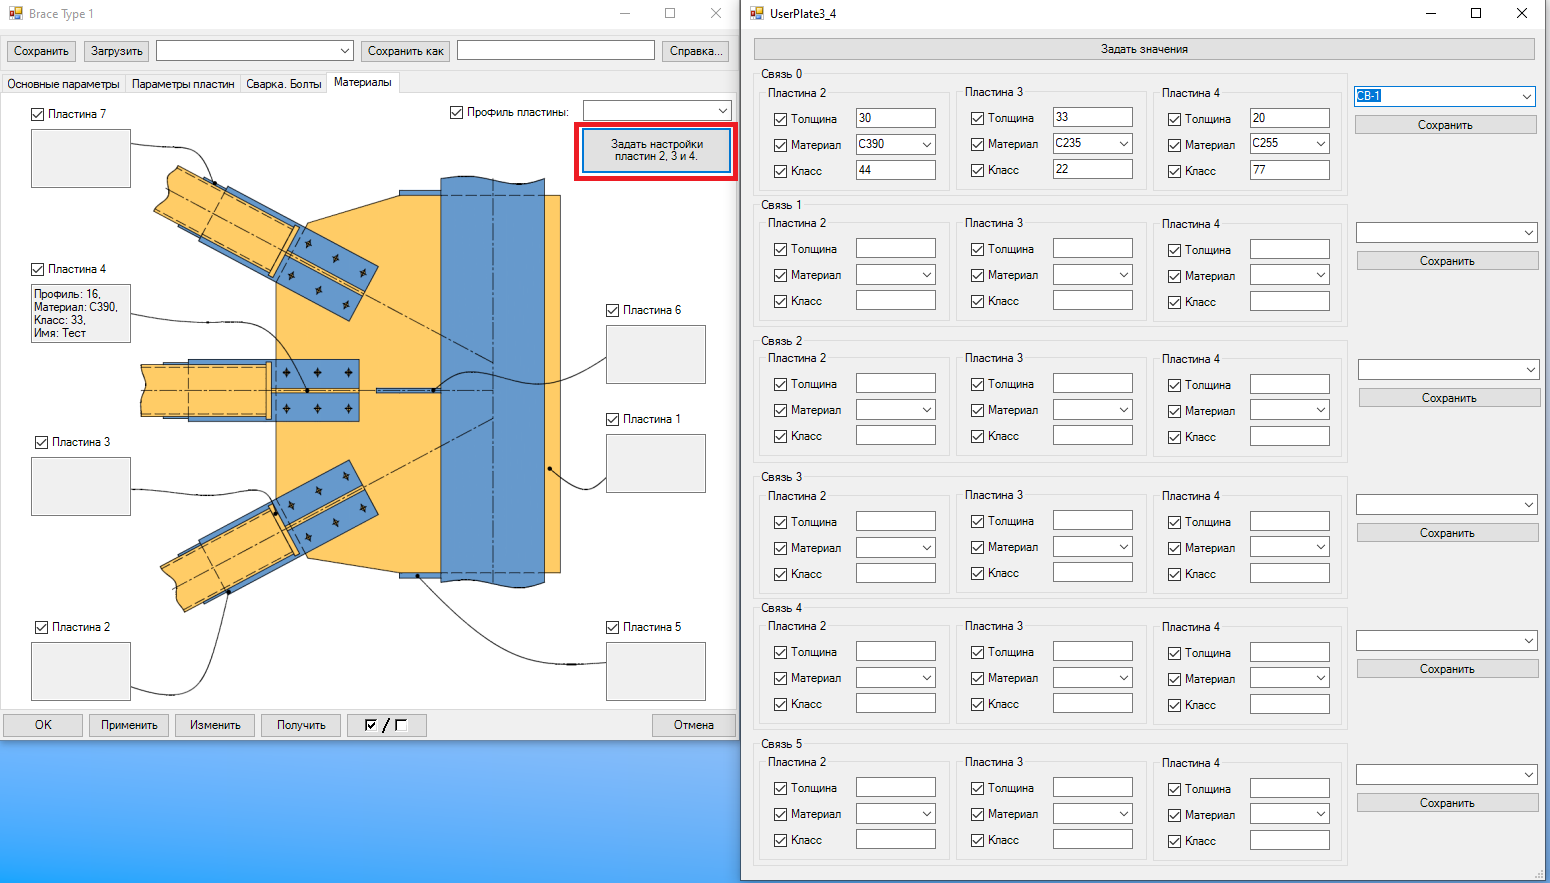 Brace Type 1
Сохранить
Загрузить
Сохранить как
Справка...
Основные параметры
Параметры пластин
Сварка. Болты
Материалы
Пластина 7
Профиль пластины:
Задать настройки
пластин 2, 3 и 4.
Пластина 4
Профиль: 16,
Материал: С390,
Класс: 33,
Имя: Тест
Пластина 6
Пластина 1
Пластина 3
Пластина 2
Пластина 5
OK
Применить
Изменить
Получить
/
Отмена
UserPlate3_4
Задать значения
Связь 0
Пластина 2
Толщина 30
Материал С390
Класс 44
Пластина 3
Толщина 33
Материал С235
Класс 22
Пластина 4
Толщина 20
Материал С255
Класс 77
СВ-1
Сохранить
Связь 1
Пластина 2
Толщина
Материал
Класс
Пластина 3
Толщина
Материал
Класс
Пластина 4
Толщина
Материал
Класс
Сохранить
Связь 2
Пластина 2
Толщина
Материал
Класс
Пластина 3
Толщина
Материал
Класс
Пластина 4
Толщина
Материал
Класс
Сохранить
Связь 3
Пластина 2
Толщина
Материал
Класс
Пластина 3
Толщина
Материал
Класс
Пластина 4
Толщина
Материал
Класс
Сохранить
Связь 4
Пластина 2
Толщина
Материал
Класс
Пластина 3
Толщина
Материал
Класс
Пластина 4
Толщина
Материал
Класс
Сохранить
Связь 5
Пластина 2
Толщина
Материал
Класс
Пластина 3
Толщина
Материал
Класс
Пластина 4
Толщина
Материал
Класс
Сохранить